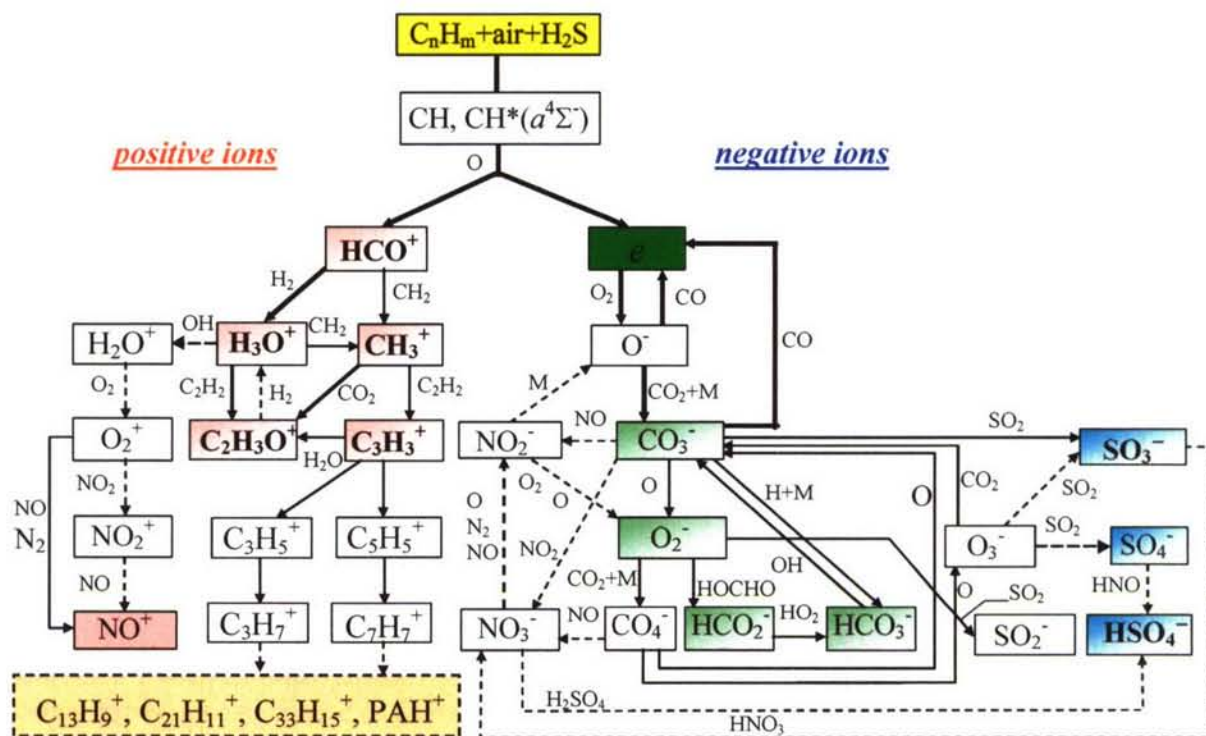 CₙHₘ+air+H₂S
CH, CH*(a⁴Σ⁻)
positive ions
O
negative ions
HCO⁺
e
H₂
CH₂
O₂
CO
CO
H₂O⁺
OH
H₃O⁺
CH₂
CH₃⁺
O⁻
O₂
C₂H₂
H₂
CO₂
C₂H₂
M
CO₂+M
O₂⁺
C₂H₃O⁺
C₃H₃⁺
NO₂⁻
NO
CO₃⁻
SO₂
SO₃⁻
H₂O
NO₂
O₂
O
O
H+M
O
CO₂
SO₂
NO
N₂
O
N₂
NO
NO₂⁺
C₃H₅⁺
C₅H₅⁺
NO₂
O₂⁻
OH
O₃⁻
SO₂
SO₄⁻
NO
CO₂+M
HOCHO
O
SO₂
HNO
NO⁺
C₃H₇⁺
C₇H₇⁺
NO₃⁻
NO
CO₄⁻
HCO₂⁻
HO₂
HCO₃⁻
SO₂⁻
HSO₄⁻
C₁₃H₉⁺, C₂₁H₁₁⁺, C₃₃H₁₅⁺, PAH⁺
H₂SO₄
HNO₃